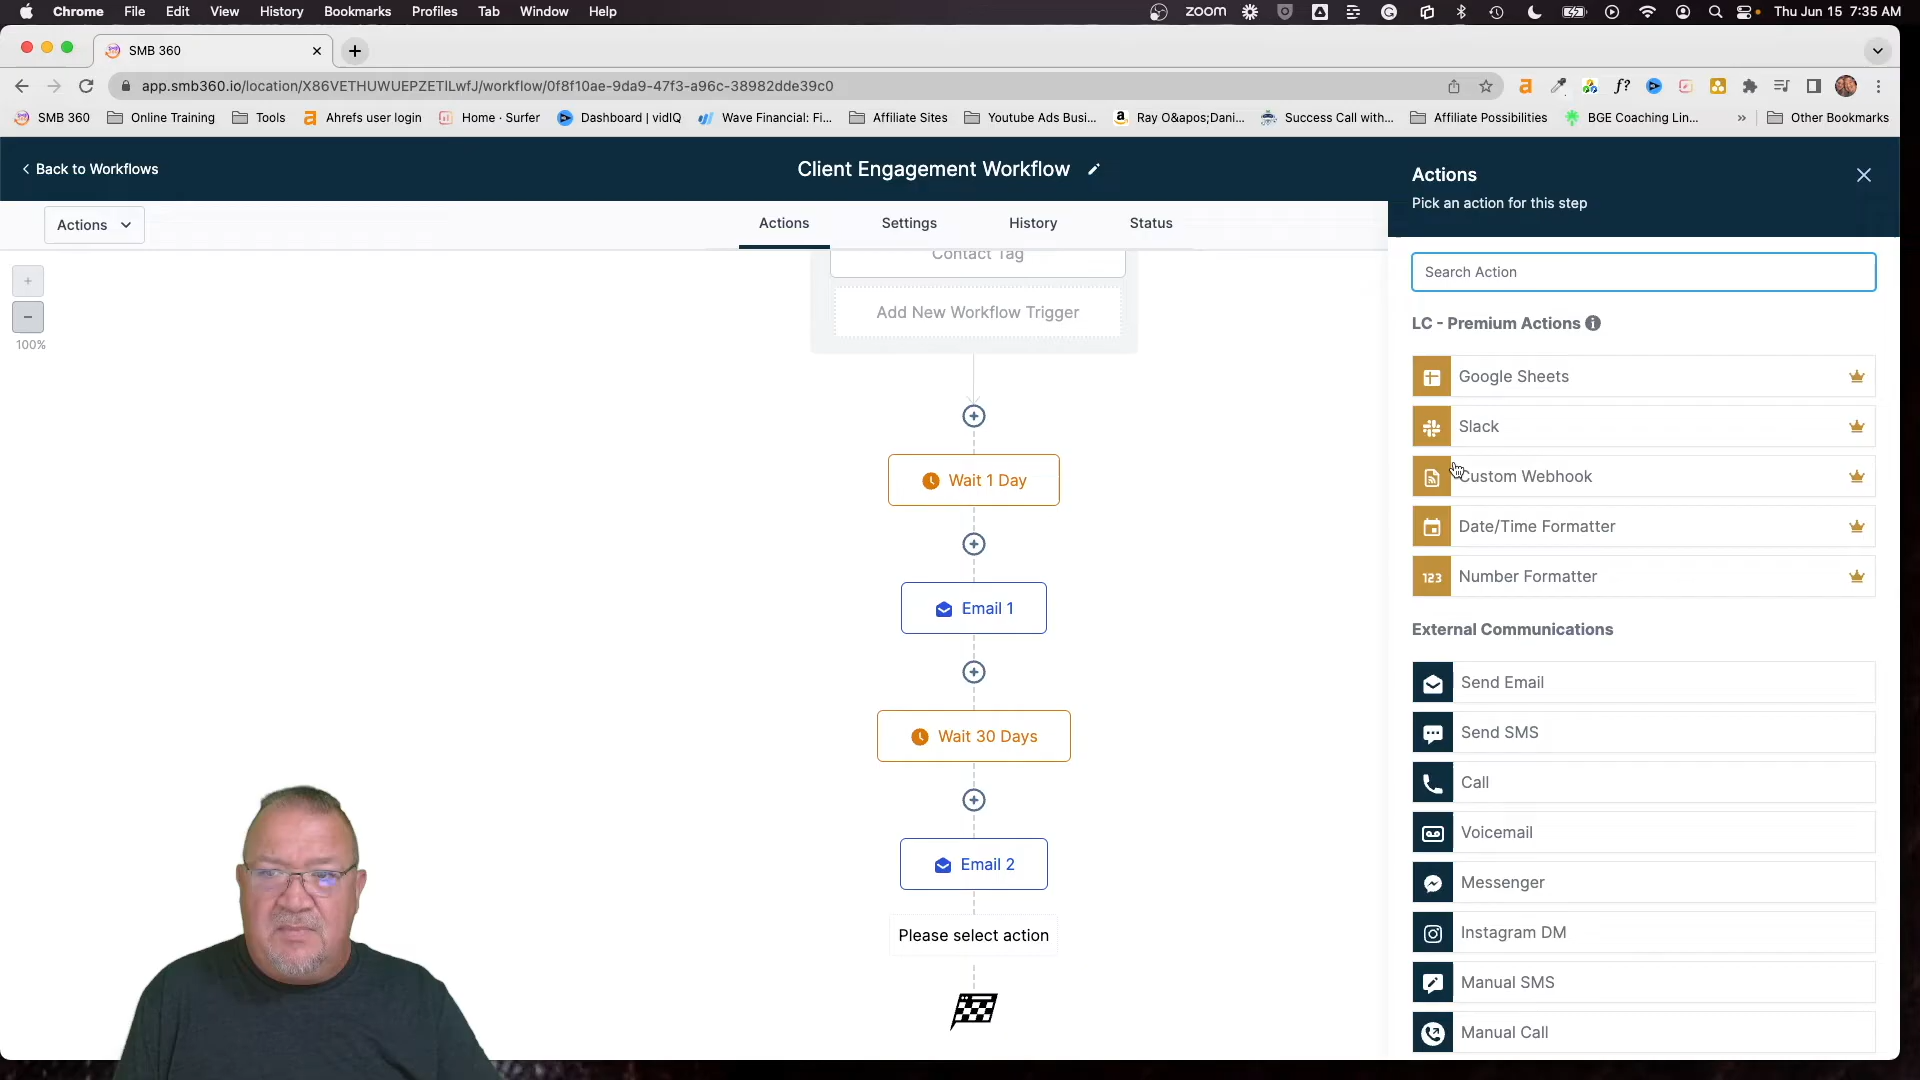 Chrome File Edit View History Bookmarks Profiles Tab Window Help zoom Thu Jun 15 7:35 AM
SMB 360
app.smb360.io/location/X86VETHUWUEPZETILwfJ/workflow/0f8f10ae-9da9-47f3-a96c-38982dde39c0
f?
SMB 360 Online Training Tools Ahrefs user login Home · Surfer Dashboard | vidIQ Wave Financial: Fi... Affiliate Sites Youtube Ads Busi... Ray O&apos;Dani... Success Call with... Affiliate Possibilities BGE Coaching Lin... » Other Bookmarks
Back to Workflows
Client Engagement Workflow
Actions
Actions
Settings
History
Status
100%
Contact Tag
Add New Workflow Trigger
Wait 1 Day
Email 1
Wait 30 Days
Email 2
Please select action
Actions
Pick an action for this step
Search Action
LC - Premium Actions
Google Sheets
Slack
Custom Webhook
Date/Time Formatter
123 Number Formatter
External Communications
Send Email
Send SMS
Call
Voicemail
Messenger
Instagram DM
Manual SMS
Manual Call